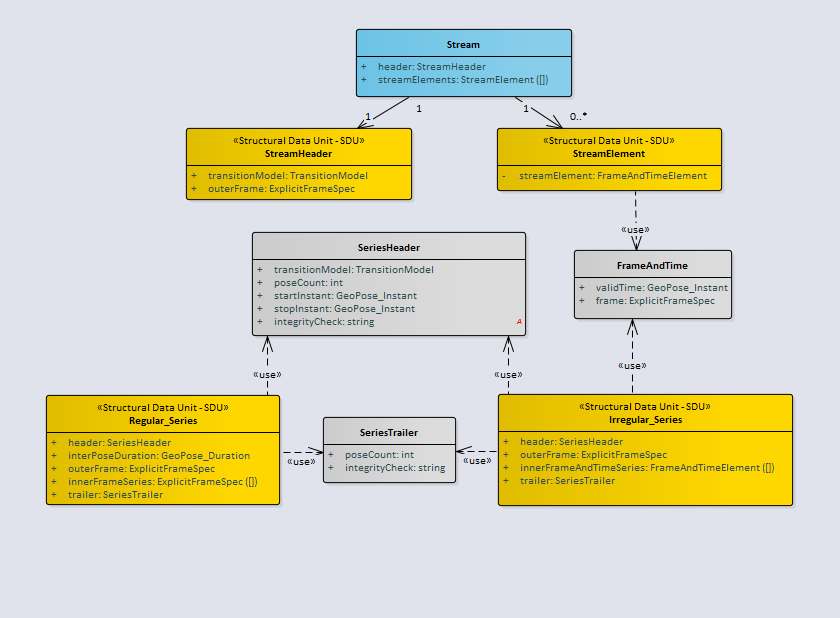 Stream
+ header: StreamHeader
+ streamElements: StreamElement ([])
1
1
1
0..*
«Structural Data Unit - SDU»
StreamHeader
+ transitionModel: TransitionModel
+ outerFrame: ExplicitFrameSpec
«Structural Data Unit - SDU»
StreamElement
- streamElement: FrameAndTimeElement
«use»
SeriesHeader
+ transitionModel: TransitionModel
+ poseCount: int
+ startInstant: GeoPose_Instant
+ stopInstant: GeoPose_Instant
+ integrityCheck: string
A
FrameAndTime
+ validTime: GeoPose_Instant
+ frame: ExplicitFrameSpec
«use»
«use»
«use»
«Structural Data Unit - SDU»
Regular_Series
+ header: SeriesHeader
+ interPoseDuration: GeoPose_Duration
+ outerFrame: ExplicitFrameSpec
+ innerFrameSeries: ExplicitFrameSpec ([])
+ trailer: SeriesTrailer
«use»
SeriesTrailer
+ poseCount: int
+ integrityCheck: string
«use»
«Structural Data Unit - SDU»
Irregular_Series
+ header: SeriesHeader
+ outerFrame: ExplicitFrameSpec
+ innerFrameAndTimeSeries: FrameAndTimeElement ([])
+ trailer: SeriesTrailer